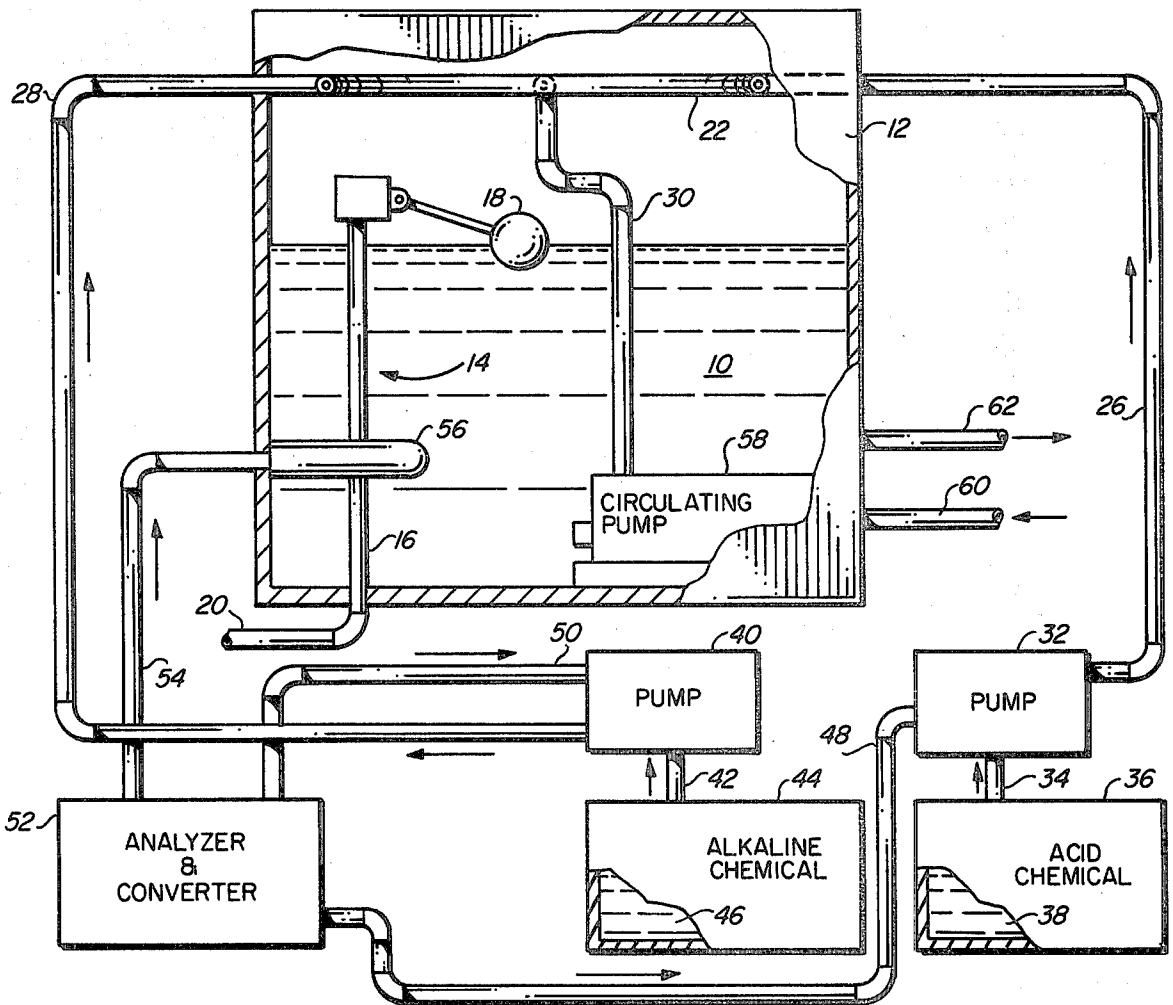 28
22
12
18
30
14
10
62
26
56
58
CIRCULATING
PUMP
60
16
20
50
40
32
54
PUMP
PUMP
48
42
44
34
36
52
ANALYZER
&
CONVERTER
ALKALINE
CHEMICAL
ACID
CHEMICAL
46
38